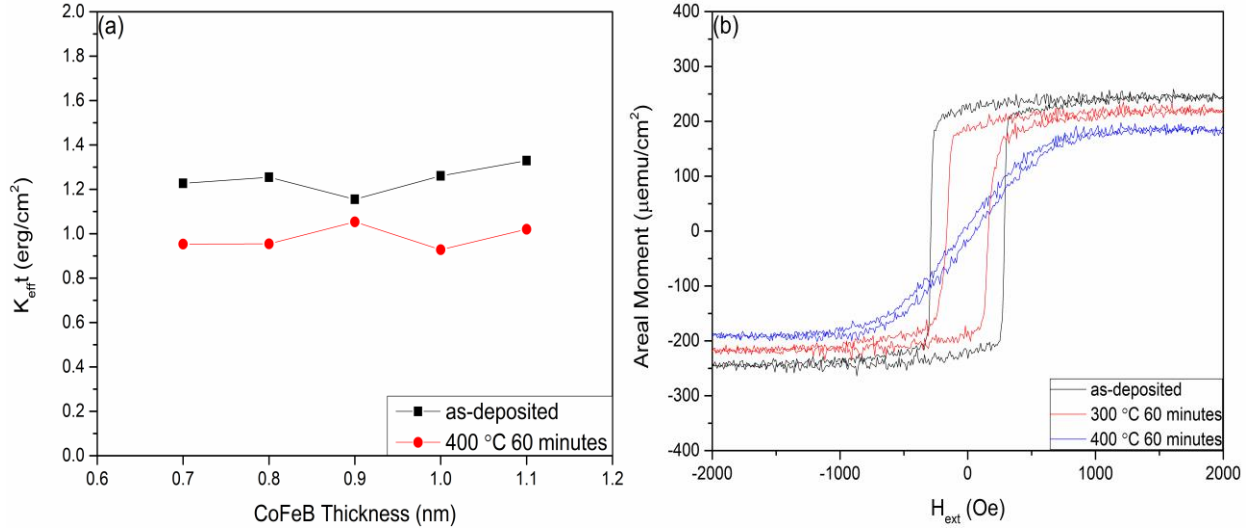 (a)
2.0
1.8
1.6
1.4
1.2
1.0
0.8
0.6
0.4
0.2
0.0
K_eff t (erg/cm²)
as-deposited
400 °C 60 minutes
0.6 0.7 0.8 0.9 1.0 1.1 1.2
CoFeB Thickness (nm)
(b)
400
300
200
100
0
-100
-200
-300
-400
Areal Moment (µemu/cm²)
as-deposited
300 °C 60 minutes
400 °C 60 minutes
-2000 -1000 0 1000 2000
H_ext (Oe)